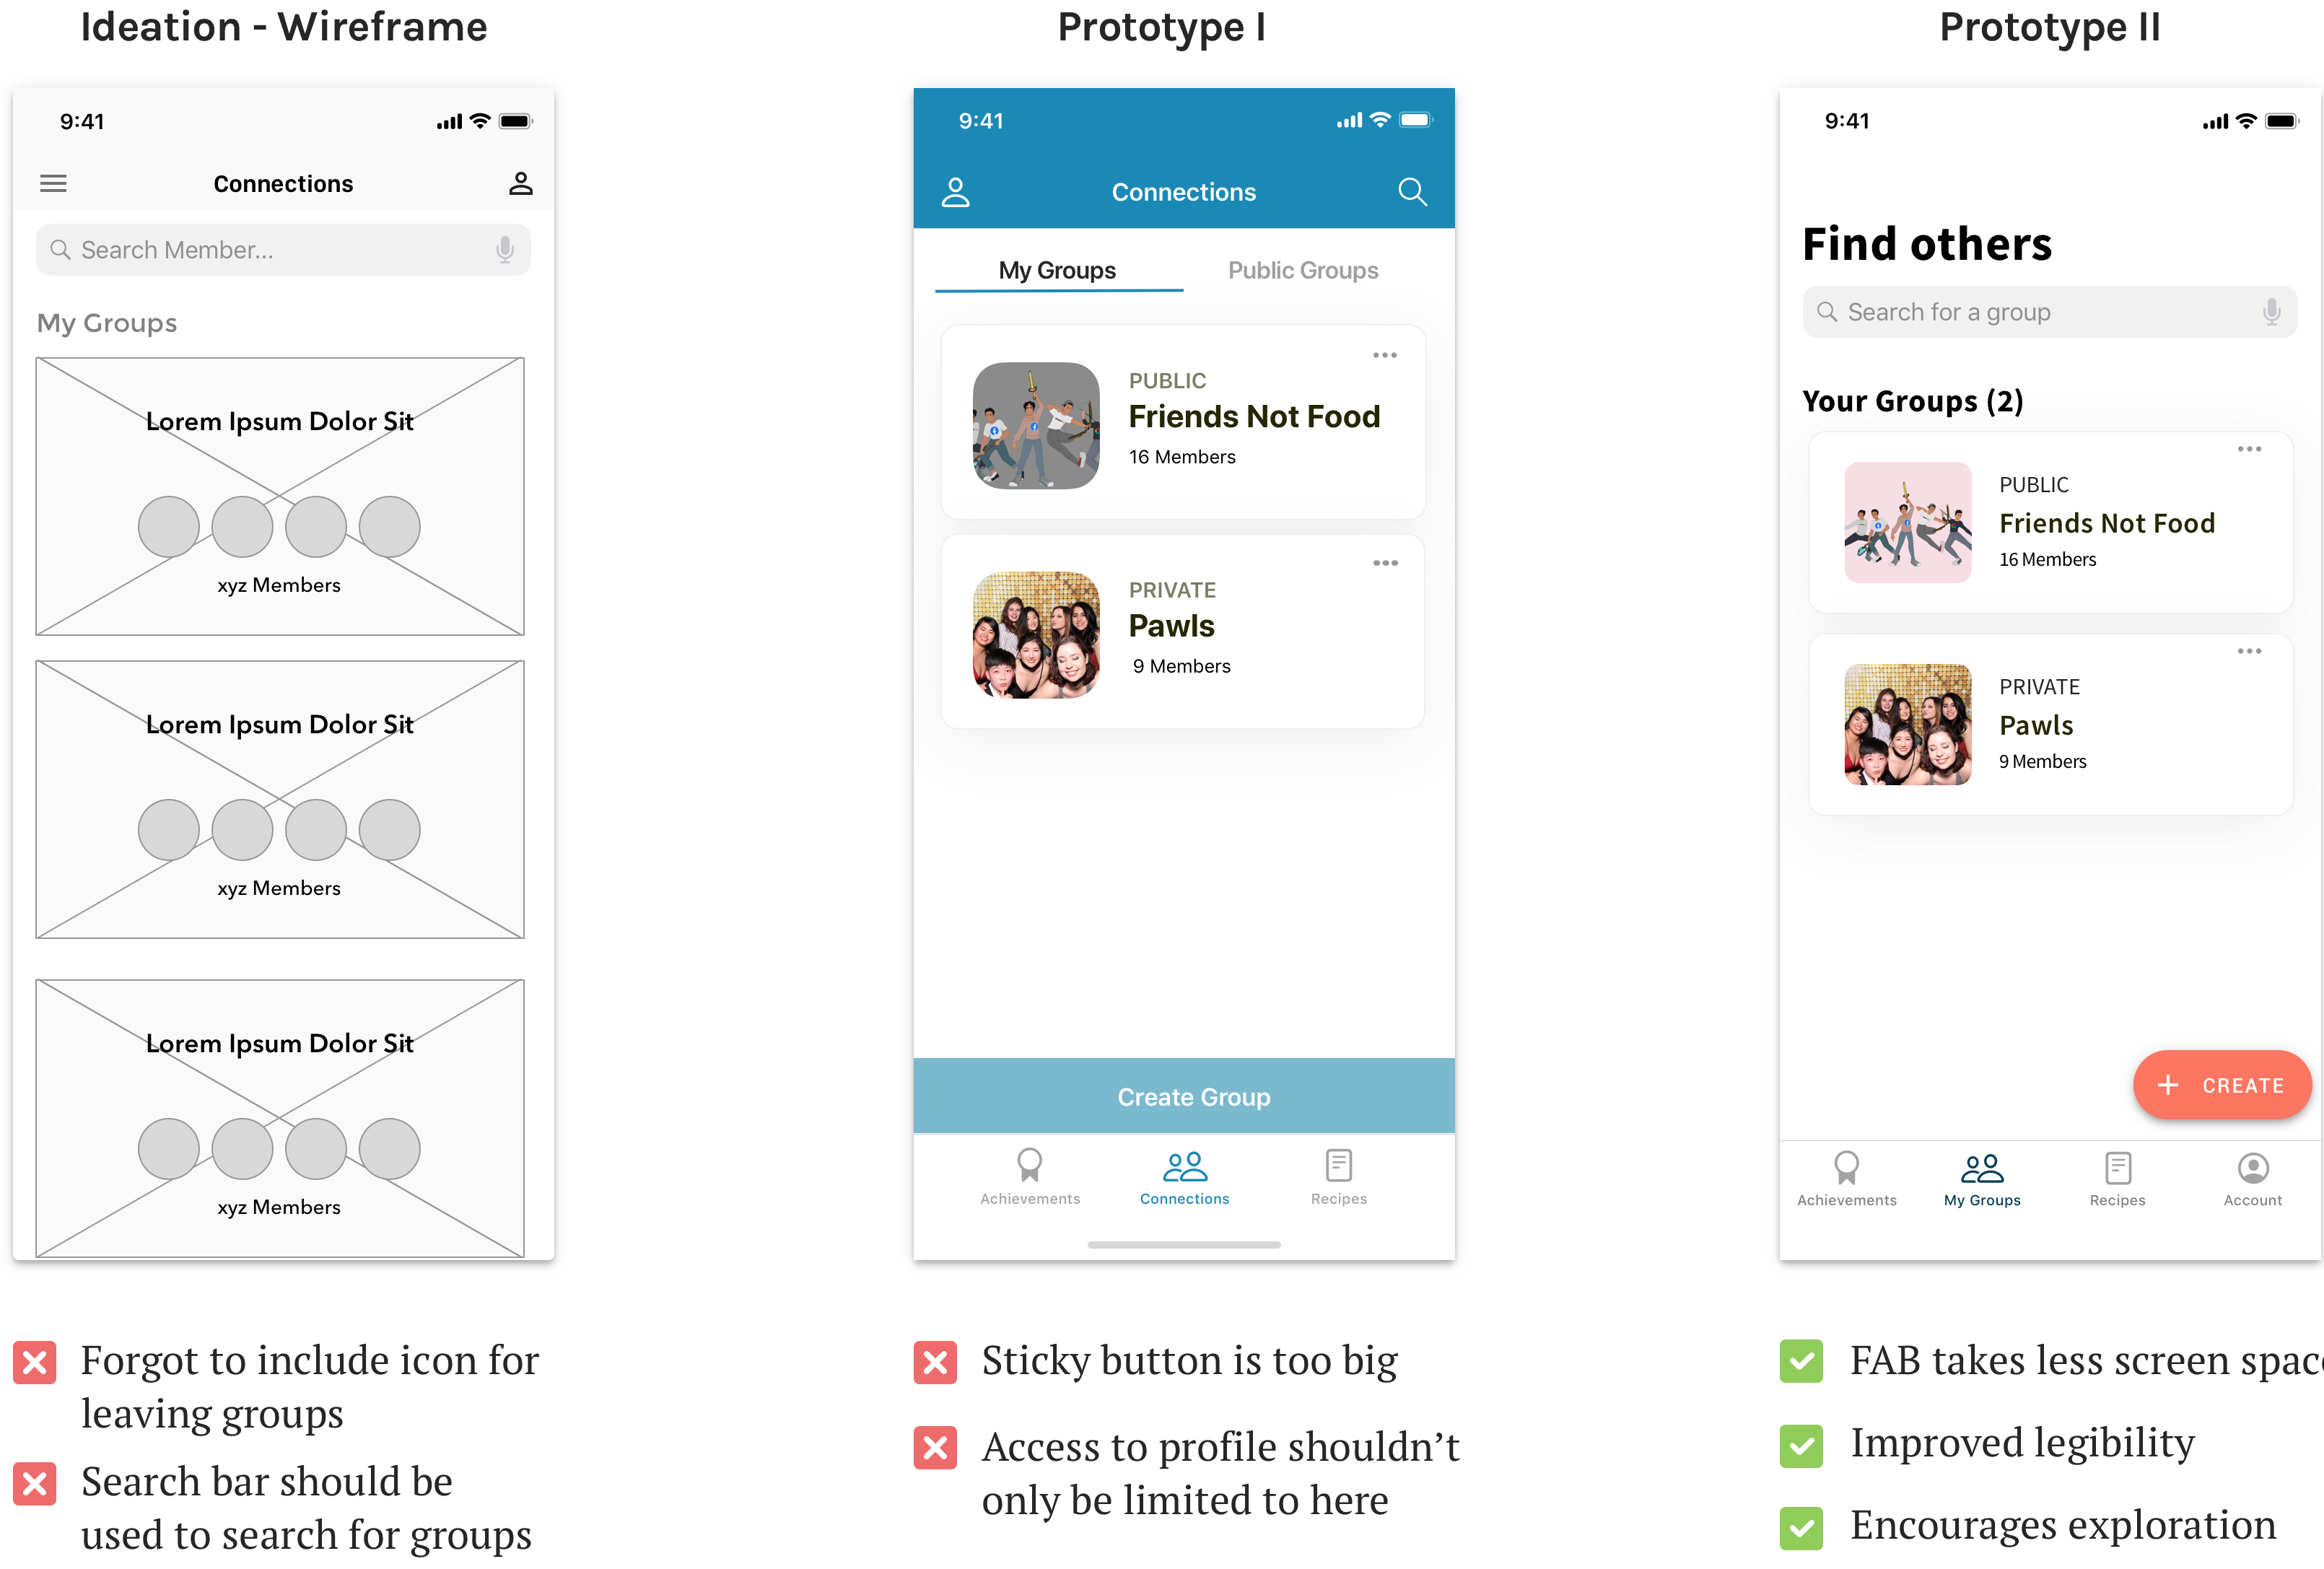 Ideation - Wireframe
9:41
Connections
Search Member...
My Groups
Lorem Ipsum Dolor Sit
xyz Members
Lorem Ipsum Dolor Sit
xyz Members
Lorem Ipsum Dolor Sit
xyz Members
Forgot to include icon for
leaving groups
Search bar should be
used to search for groups
Prototype I
9:41
Connections
My Groups
Public Groups
PUBLIC
Friends Not Food
16 Members
PRIVATE
Pawls
9 Members
Create Group
Achievements
Connections
Recipes
Sticky button is too big
Access to profile shouldn’t
only be limited to here
Prototype II
9:41
Find others
Search for a group
Your Groups (2)
PUBLIC
Friends Not Food
16 Members
PRIVATE
Pawls
9 Members
+ CREATE
Achievements
My Groups
Recipes
Account
FAB takes less screen space
Improved legibility
Encourages exploration